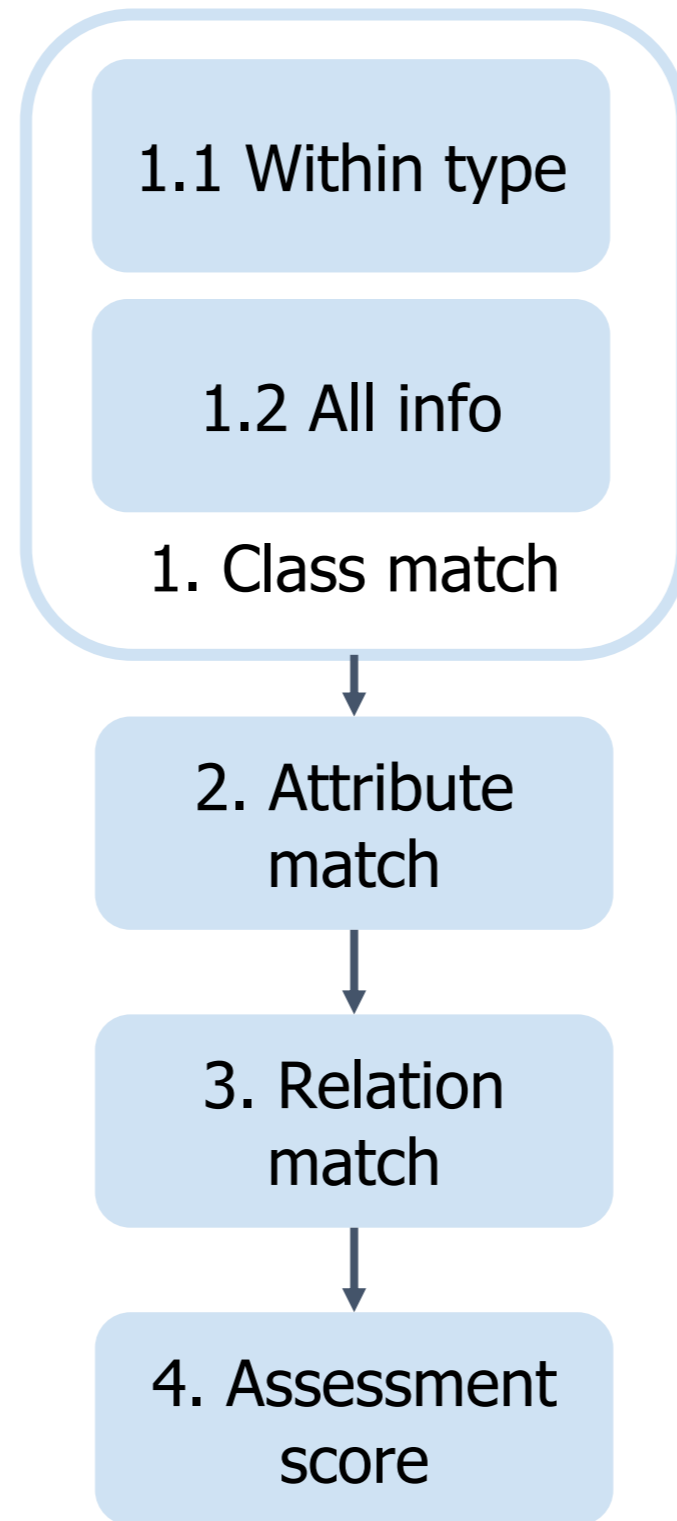 1.1 Within type
1.2 All info
1. Class match
2. Attribute
match
3. Relation
match
4. Assessment
score